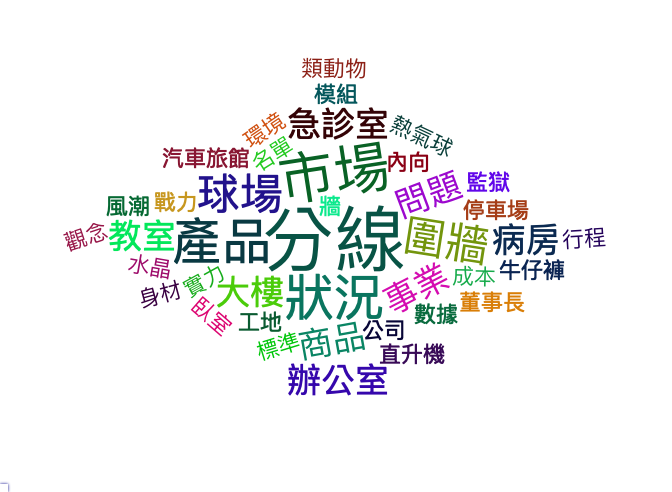 類動物
模組
環境
急診室
熱氣球
汽車旅館
名單
市場
內向
球場
問題
監獄
風潮
戰力
牆
停車場
觀念
教室
產品
分線
圍牆
病房
行程
水晶
實力
大樓
狀況
事業
成本
牛仔褲
身材
臥室
工地
董事長
數據
標準
商品
公司
直升機
辦公室